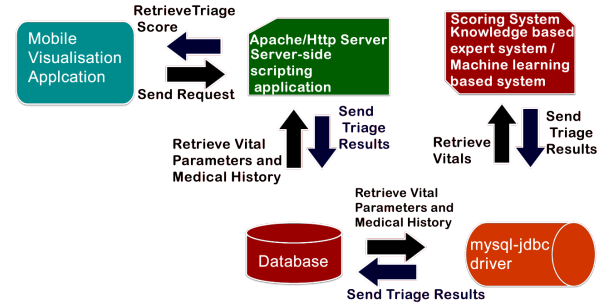 RetrieveTriage
Score
Mobile
Visualisation
Applcation
Send Request
Apache/Http Server
Server-side
scripting
application
Scoring System
Knowledge based
expert system /
Machine learning
based system
Retrieve Vital
Parameters and
Medical History
Send
Triage
Results
Retrieve
Vitals
Send
Triage
Results
Retrieve Vital
Parameters and
Medical History
Database
mysql-jdbc
driver
Send Triage Results